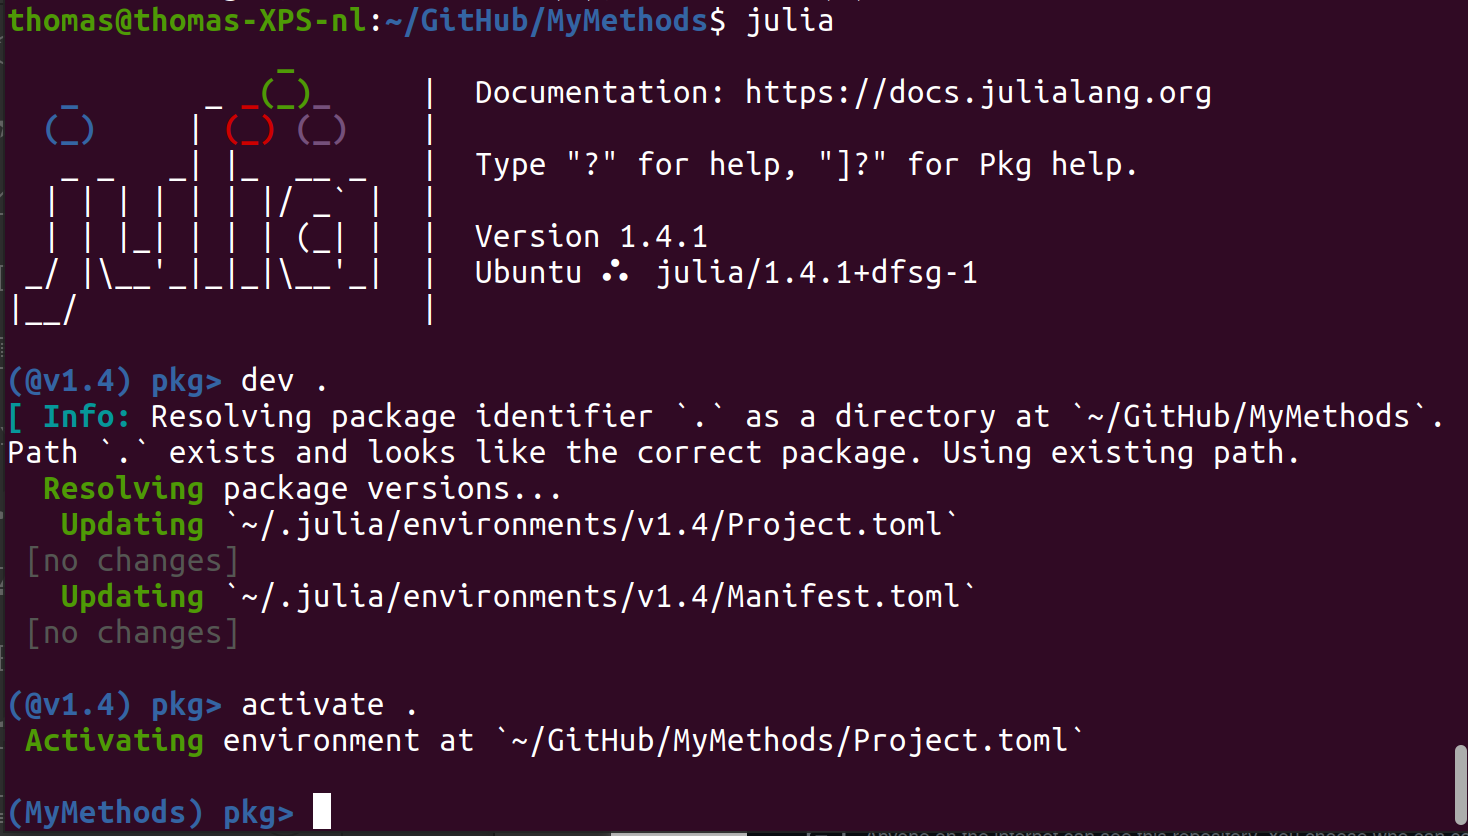 thomas@thomas-XPS-nl:~/GitHub/MyMethods$ julia
               _
   _       _ _(_)_     |  Documentation: https://docs.julialang.org
  (_)     | (_) (_)    |
   _ _   _| |_  __ _   |  Type "?" for help, "]?" for Pkg help.
  | | | | | | |/ _` |  |
  | | |_| | | | (_| |  |  Version 1.4.1
 _/ |\__'_|_|_|\__'_|  |  Ubuntu ⛬  julia/1.4.1+dfsg-1
|__/                   |
(@v1.4) pkg> dev .
[ Info: Resolving package identifier `.` as a directory at `~/GitHub/MyMethods`.
Path `.` exists and looks like the correct package. Using existing path.
  Resolving package versions...
   Updating `~/.julia/environments/v1.4/Project.toml`
 [no changes]
   Updating `~/.julia/environments/v1.4/Manifest.toml`
 [no changes]
(@v1.4) pkg> activate .
 Activating environment at `~/GitHub/MyMethods/Project.toml`
(MyMethods) pkg>